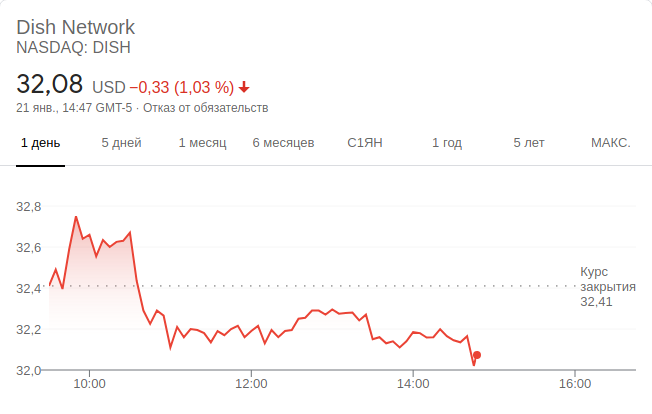 Dish Network
NASDAQ: DISH
32,08 USD −0,33 (1,03 %)
21 янв., 14:47 GMT-5 · Отказ от обязательств
1 день 5 дней 1 месяц 6 месяцев С1ЯН 1 год 5 лет МАКС.
32,8
32,6
32,4
32,2
32,0
Курс
закрытия
32,41
10:00 12:00 14:00 16:00